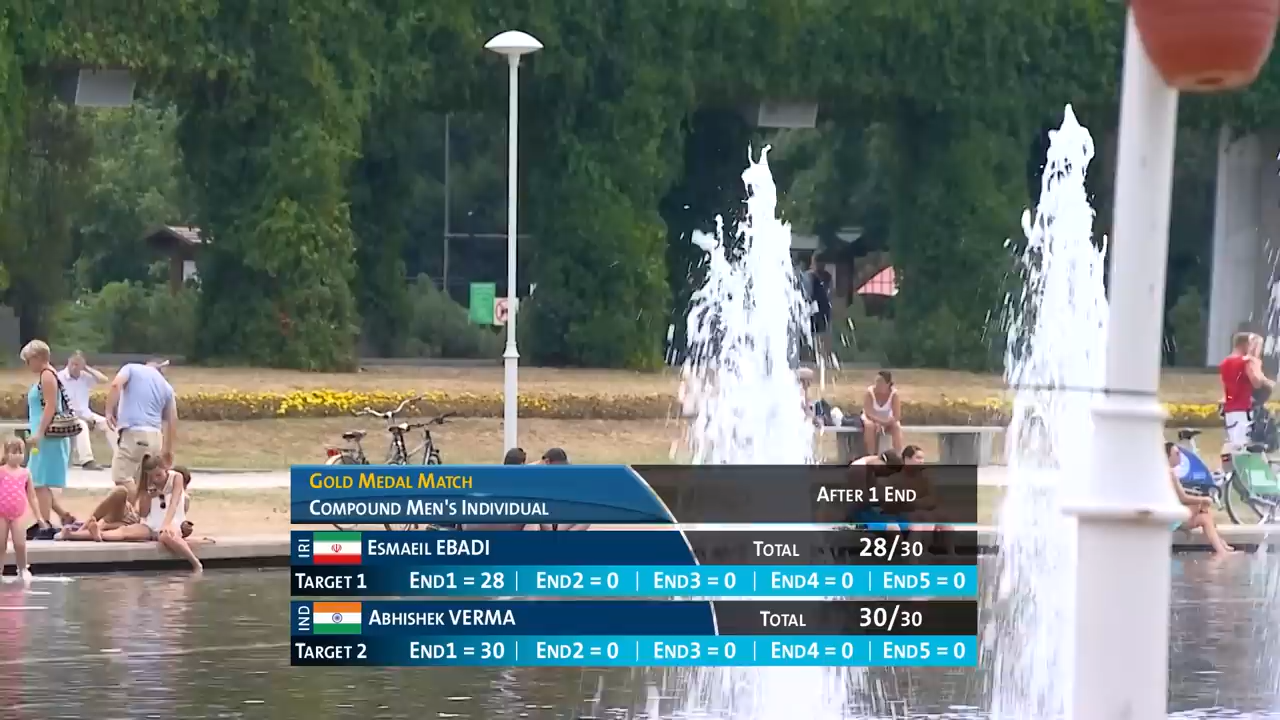 GOLD MEDAL MATCH
COMPOUND MEN'S INDIVIDUAL
AFTER 1 END
IRI ESMAEIL EBADI TOTAL 28/30
TARGET 1 END1 = 28 | END2 = 0 | END3 = 0 | END4 = 0 | END5 = 0
IND ABHISHEK VERMA TOTAL 30/30
TARGET 2 END1 = 30 | END2 = 0 | END3 = 0 | END4 = 0 | END5 = 0